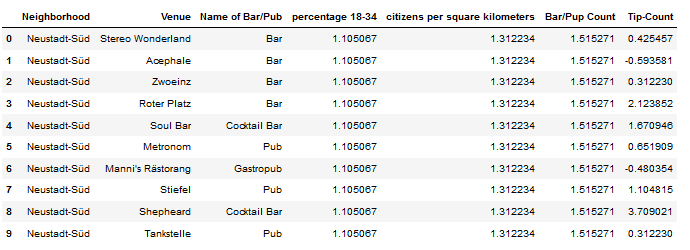 Neighborhood Venue Name of Bar/Pub percentage 18-34 citizens per square kilometers Bar/Pup Count Tip-Count
0 Neustadt-Süd Stereo Wonderland Bar 1.105067 1.312234 1.515271 0.425457
1 Neustadt-Süd Acephale Bar 1.105067 1.312234 1.515271 -0.593581
2 Neustadt-Süd Zwoeinz Bar 1.105067 1.312234 1.515271 0.312230
3 Neustadt-Süd Roter Platz Bar 1.105067 1.312234 1.515271 2.123852
4 Neustadt-Süd Soul Bar Cocktail Bar 1.105067 1.312234 1.515271 1.670946
5 Neustadt-Süd Metronom Pub 1.105067 1.312234 1.515271 0.651909
6 Neustadt-Süd Manni's Rästorang Gastropub 1.105067 1.312234 1.515271 -0.480354
7 Neustadt-Süd Stiefel Pub 1.105067 1.312234 1.515271 1.104815
8 Neustadt-Süd Shepheard Cocktail Bar 1.105067 1.312234 1.515271 3.709021
9 Neustadt-Süd Tankstelle Pub 1.105067 1.312234 1.515271 0.312230